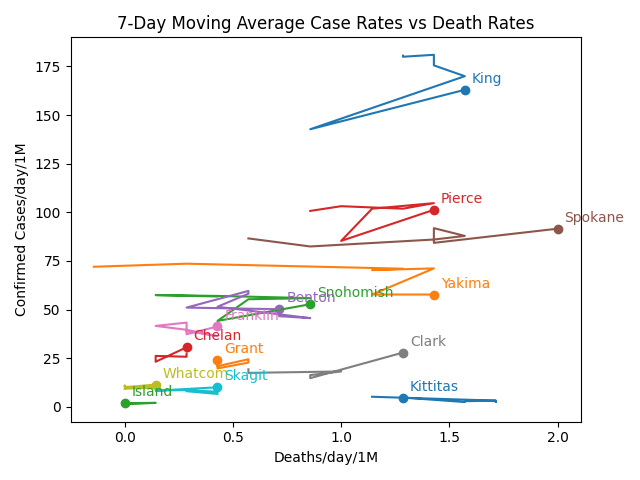 7-Day Moving Average Case Rates vs Death Rates
Confirmed Cases/day/1M
175
150
125
100
75
50
25
0
King
Pierce
Spokane
Yakima
Snohomish
Benton
Franklin
Chelan
Grant
Clark
Whatcom
Skagit
Island
Kittitas
0.0 0.5 1.0 1.5 2.0
Deaths/day/1M